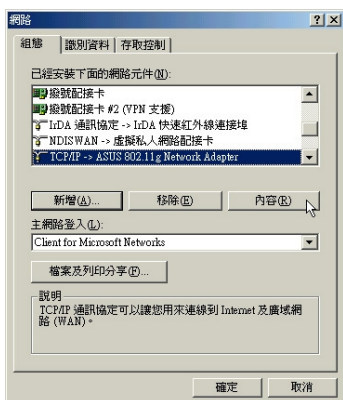 網路
組態 識別資料 存取控制
已經安裝下面的網路元件(N):
撥號配接卡
撥號配接卡 #2 (VPN 支援)
IrDA 通訊協定 -> IrDA 快速紅外線連接埠
NDISWAN -> 虛擬私人網路配接卡
TCP/IP -> ASUS 802.11g Network Adapter
新增(A)... 移除(E) 內容(R)
主網路登入(L):
Client for Microsoft Networks
檔案及列印分享(F)...
說明
TCP/IP 通訊協定可以讓您用來連線到 Internet 及廣域網
路 (WAN)。
確定 取消